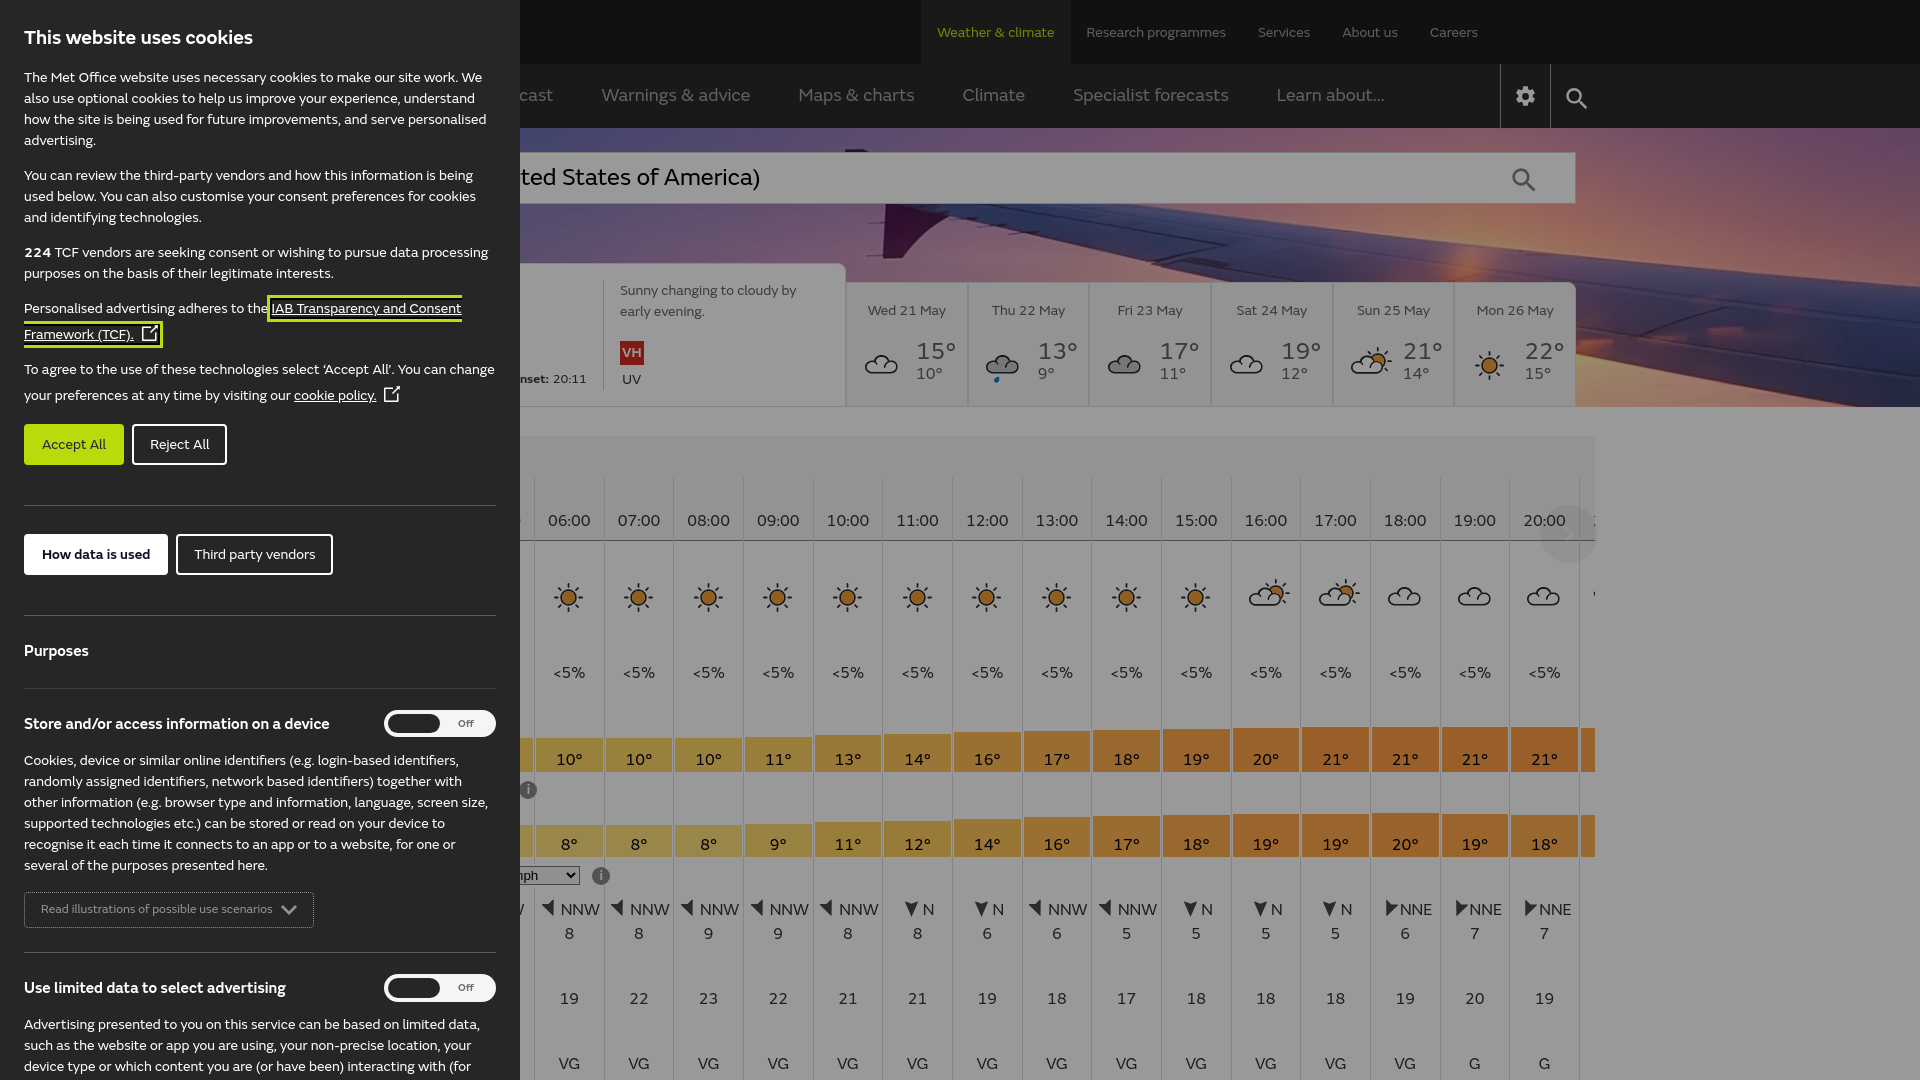 This website uses cookies
The Met Office website uses necessary cookies to make our site work. We
also use optional cookies to help us improve your experience, understand
how the site is being used for future improvements, and serve personalised
advertising.
You can review the third-party vendors and how this information is being
used below. You can also customise your consent preferences for cookies
and identifying technologies.
224 TCF vendors are seeking consent or wishing to pursue data processing
purposes on the basis of their legitimate interests.
Personalised advertising adheres to the IAB Transparency and Consent
Framework (TCF).
To agree to the use of these technologies select ‘Accept All’. You can change
your preferences at any time by visiting our cookie policy.
Accept All Reject All
How data is used Third party vendors
Purposes
Store and/or access information on a device Off
Cookies, device or similar online identifiers (e.g. login-based identifiers,
randomly assigned identifiers, network based identifiers) together with
other information (e.g. browser type and information, language, screen size,
supported technologies etc.) can be stored or read on your device to
recognise it each time it connects to an app or to a website, for one or
several of the purposes presented here.
Read illustrations of possible use scenarios
Use limited data to select advertising Off
Advertising presented to you on this service can be based on limited data,
such as the website or app you are using, your non-precise location, your
device type or which content you are (or have been) interacting with (for
Weather & climate Research programmes Services About us Careers
cast Warnings & advice Maps & charts Climate Specialist forecasts Learn about...
ted States of America)
Sunny changing to cloudy by
early evening.
VH
UV
nset: 20:11
Wed 21 May Thu 22 May Fri 23 May Sat 24 May Sun 25 May Mon 26 May
15° 13° 17° 19° 21° 22°
10° 9° 11° 12° 14° 15°
06:00 07:00 08:00 09:00 10:00 11:00 12:00 13:00 14:00 15:00 16:00 17:00 18:00 19:00 20:00
<5% <5% <5% <5% <5% <5% <5% <5% <5% <5% <5% <5% <5% <5% <5%
10° 10° 10° 11° 13° 14° 16° 17° 18° 19° 20° 21° 21° 21° 21°
i
8° 8° 8° 9° 11° 12° 14° 16° 17° 18° 19° 19° 20° 19° 18°
mph i
NNW NNW NNW NNW NNW N N NNW NNW N N N NNE NNE NNE
8 8 9 9 8 8 6 6 5 5 5 5 6 7 7
19 22 23 22 21 21 19 18 17 18 18 18 19 20 19
VG VG VG VG VG VG VG VG VG VG VG VG VG G G